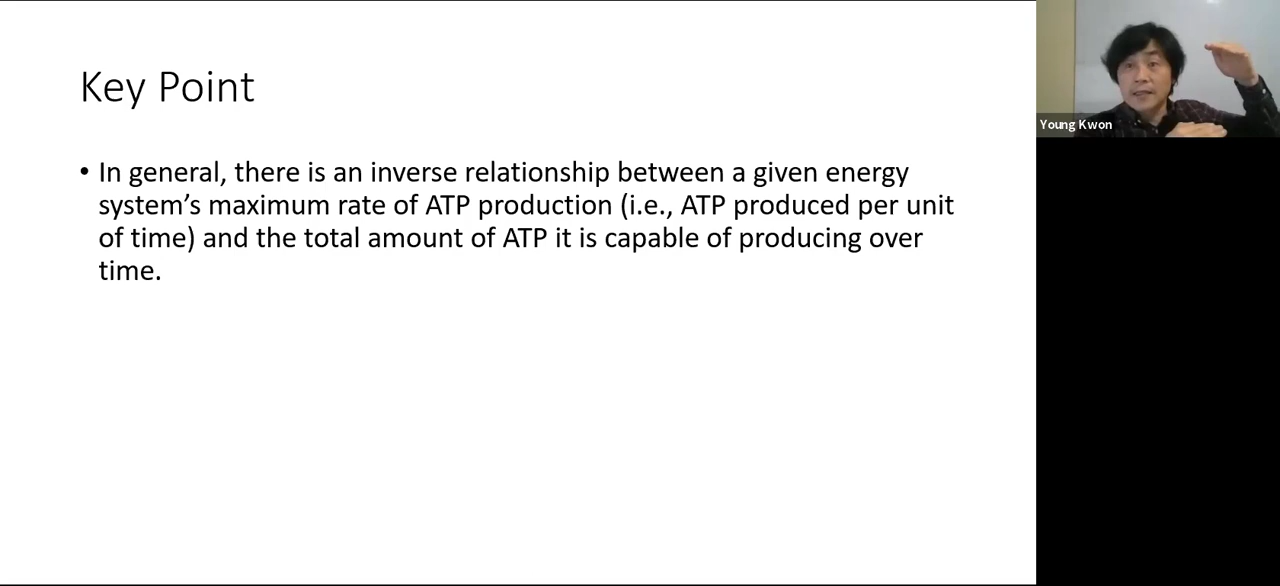 Key Point
• In general, there is an inverse relationship between a given energy
system’s maximum rate of ATP production (i.e., ATP produced per unit
of time) and the total amount of ATP it is capable of producing over
time.
Young Kwon